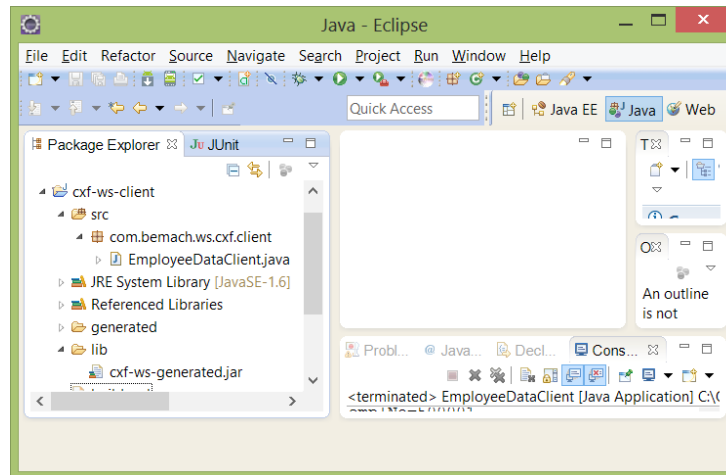 Java - Eclipse
File Edit Refactor Source Navigate Search Project Run Window Help
Quick Access Java EE Java Web
Package Explorer JUnit
cxf-ws-client
src
com.bemach.ws.cxf.client
EmployeeDataClient.java
JRE System Library [JavaSE-1.6]
Referenced Libraries
generated
lib
cxf-ws-generated.jar
T
O
An outline
is not
Probl... Java... Decl... Cons...
<terminated> EmployeeDataClient [Java Application] C:\